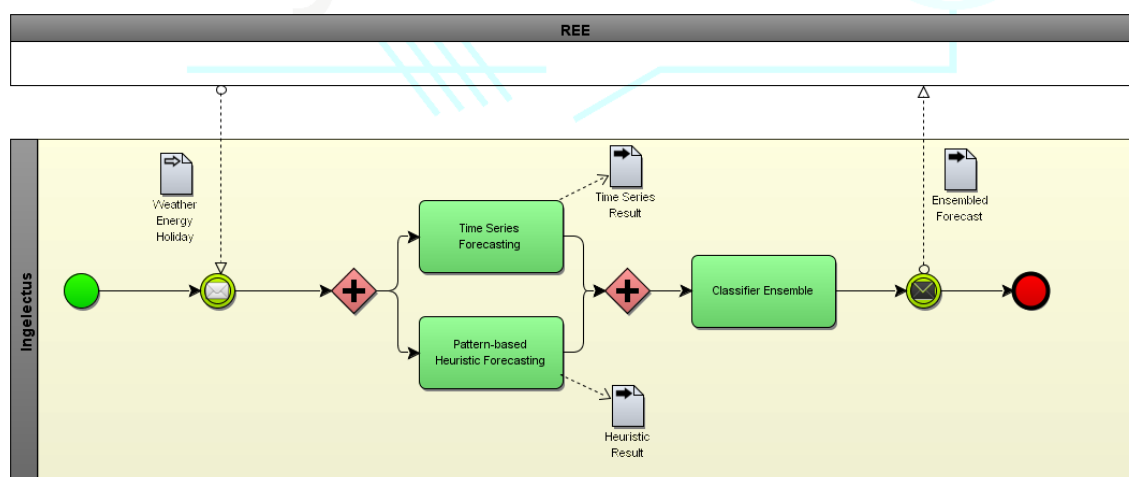 REE
Weather
Energy
Holiday
Time Series
Result
Ensembled
Forecast
Time Series
Forecasting
Ingelectus
Classifier Ensemble
Pattern-based
Heuristic Forecasting
Heuristic
Result